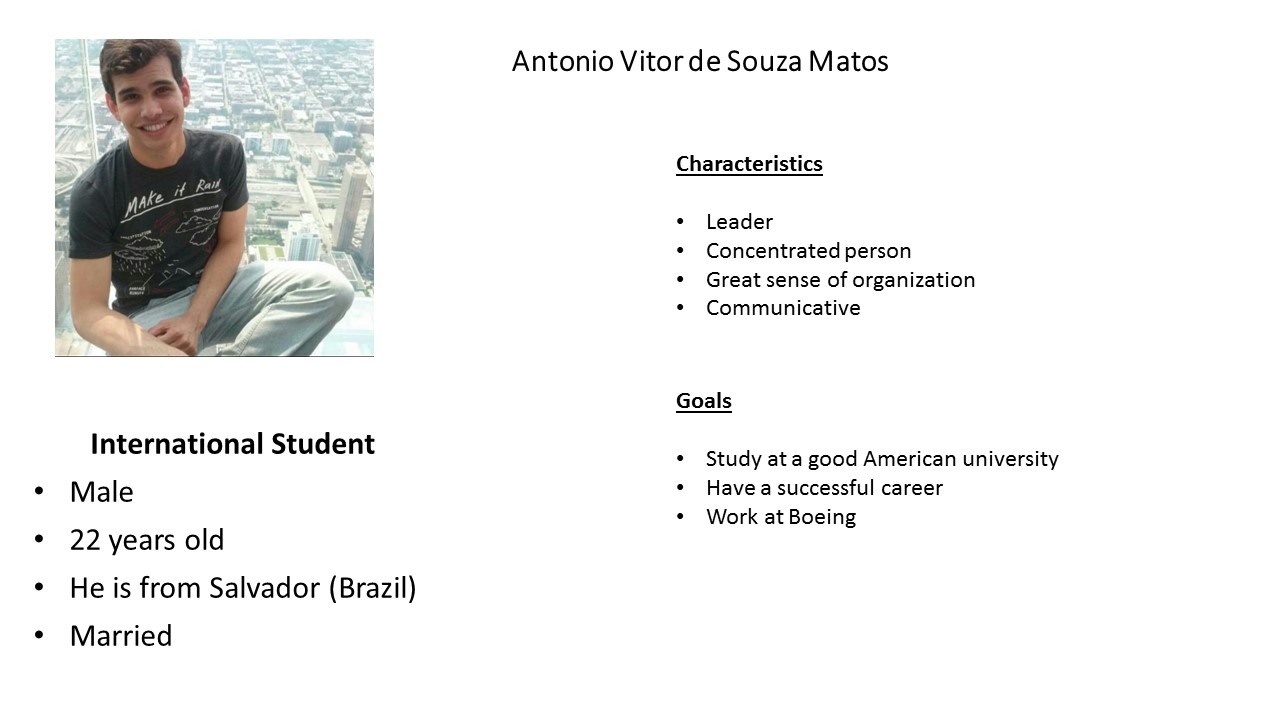 Antonio Vitor de Souza Matos
MAKE it RAIN
Characteristics
• Leader
• Concentrated person
• Great sense of organization
• Communicative
Goals
• Study at a good American university
• Have a successful career
• Work at Boeing
International Student
• Male
• 22 years old
• He is from Salvador (Brazil)
• Married